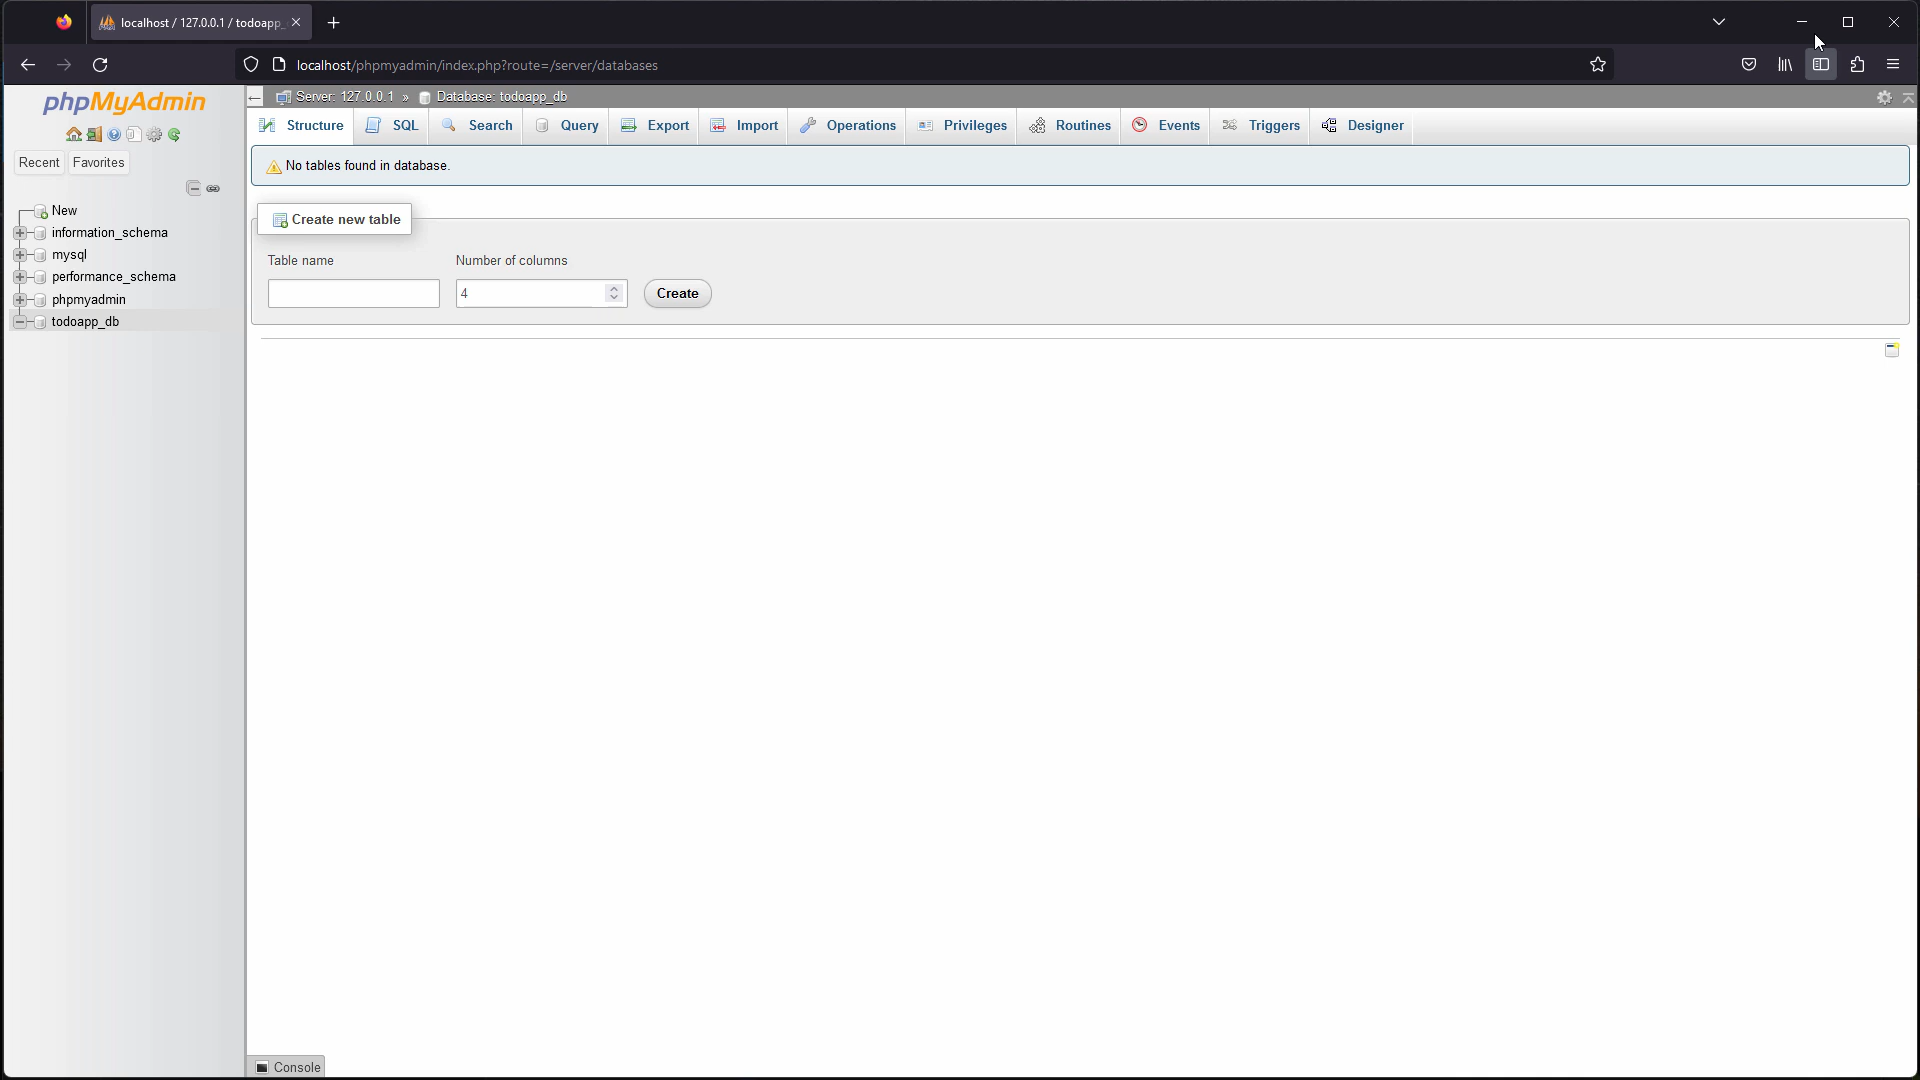 localhost / 127.0.0.1 / todoapp_
localhost/phpmyadmin/index.php?route=/server/databases
phpMyAdmin
Recent
Favorites
New
information_schema
mysql
performance_schema
phpmyadmin
todoapp_db
Server: 127.0.0.1 » Database: todoapp_db
Structure SQL Search Query Export Import Operations Privileges Routines Events Triggers Designer
No tables found in database.
Create new table
Table name Number of columns
4 Create
Console